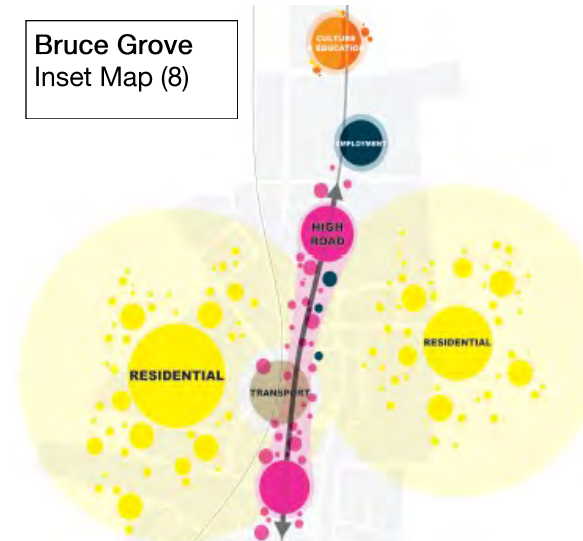 Bruce Grove
Inset Map (8)
CULTURE
& EDUCATION
EMPLOYMENT
HIGH
ROAD
RESIDENTIAL
RESIDENTIAL
TRANSPORT